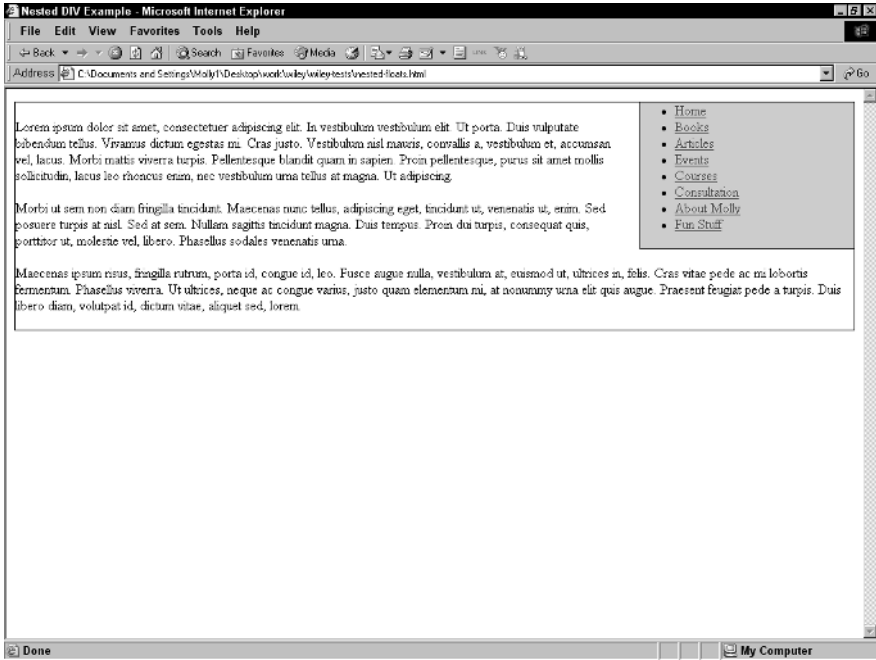 Nested DIV Example - Microsoft Internet Explorer
File Edit View Favorites Tools Help
Back Search Favorites Media
Address C:\Documents and Settings\Molly1\Desktop\work\wiley\wiley-tests\nested-floats.html Go
Lorem ipsum dolor sit amet, consectetuer adipiscing elit. In vestibulum vestibulum elit. Ut porta. Duis vulputate
bibendum tellus. Vivamus dictum egestas mi. Cras justo. Vestibulum nisl mauris, convallis a, vestibulum et, accumsan
vel, lacus. Morbi mattis viverra turpis. Pellentesque blandit quam in sapien. Proin pellentesque, purus sit amet mollis
sollicitudin, lacus leo rhoncus enim, nec vestibulum urna tellus at magna. Ut adipiscing.
Morbi ut sem non diam fringilla tincidunt. Maecenas nunc tellus, adipiscing eget, tincidunt ut, venenatis ut, enim. Sed
posuere turpis at nisl. Sed at sem. Nullam sagittis tincidunt magna. Duis tempus. Proin dui turpis, consequat quis,
porttitor ut, molestie vel, libero. Phasellus sodales venenatis urna.
Home
Books
Articles
Events
Courses
Consultation
About Molly
Fun Stuff
Maecenas ipsum risus, fringilla rutrum, porta id, congue id, leo. Fusce augue nulla, vestibulum at, euismod ut, ultrices in, felis. Cras vitae pede ac mi lobortis
fermentum. Phasellus viverra. Ut ultrices, neque ac congue varius, justo quam elementum mi, at nonummy urna elit quis augue. Praesent feugiat pede a turpis. Duis
libero diam, volutpat id, dictum vitae, aliquet sed, lorem.
Done My Computer